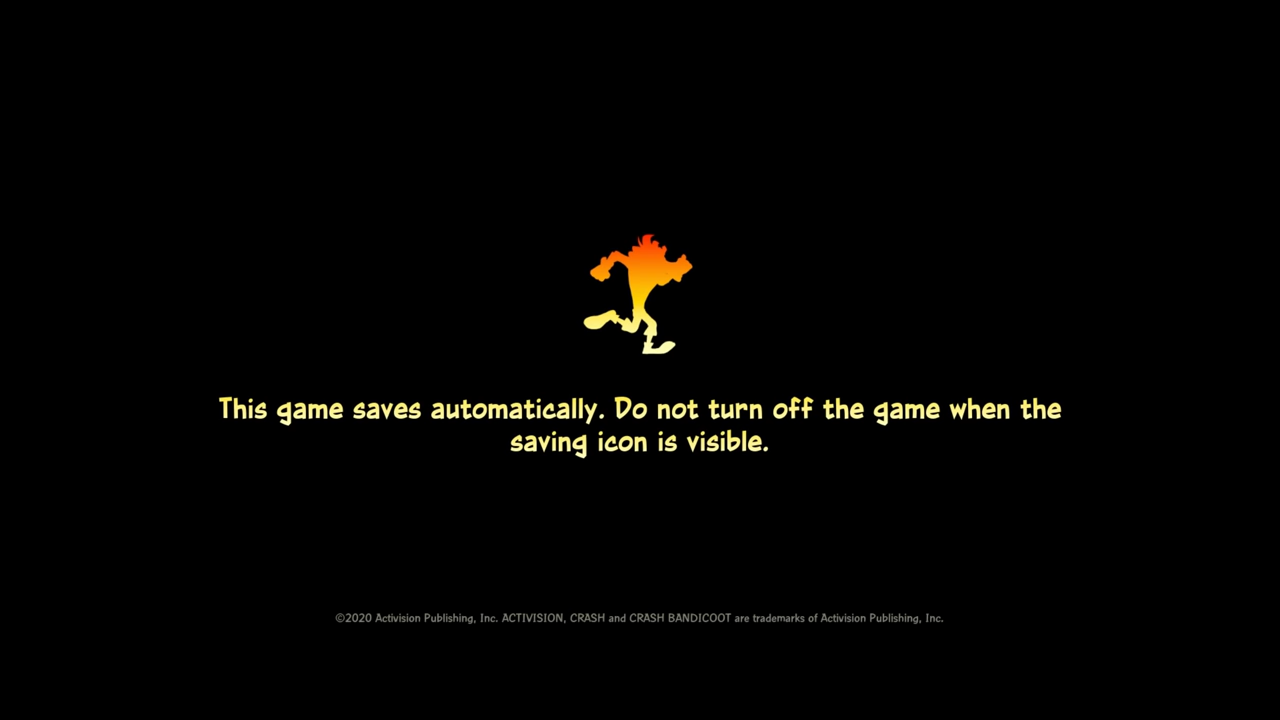 This game saves automatically. Do not turn off the game when the
saving icon is visible.
©2020 Activision Publishing, Inc. ACTIVISION, CRASH and CRASH BANDICOOT are trademarks of Activision Publishing, Inc.